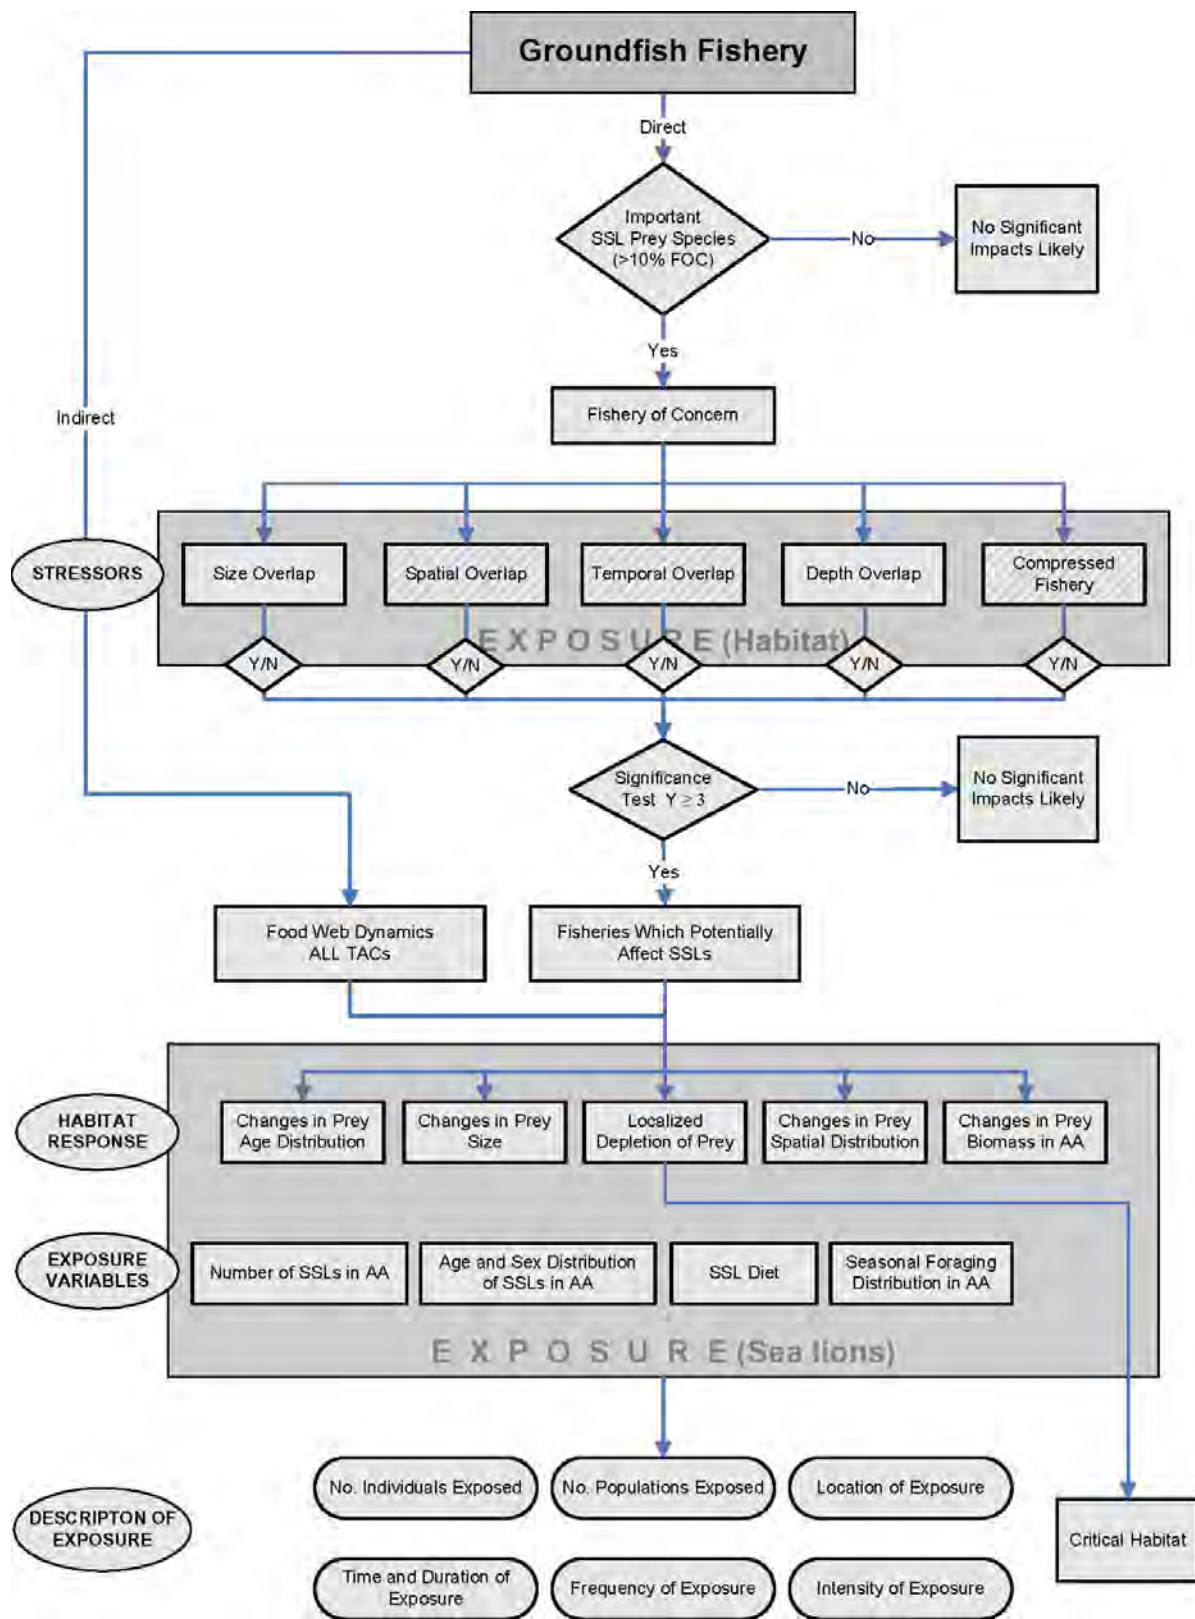 Groundfish Fishery
Direct
Important
SSL Prey Species
(>10% FOC)
No
No Significant
Impacts Likely
Yes
Indirect
Fishery of Concern
STRESSORS
Size Overlap
Spatial Overlap
Temporal Overlap
Depth Overlap
Compressed
Fishery
E X P O S U R E (Habitat)
Y/N
Y/N
Y/N
Y/N
Y/N
Significance
Test Y ≥ 3
No
No Significant
Impacts Likely
Yes
Food Web Dynamics
ALL TACs
Fisheries Which Potentially
Affect SSLs
HABITAT
RESPONSE
Changes in Prey
Age Distribution
Changes in Prey
Size
Localized
Depletion of Prey
Changes in Prey
Spatial Distribution
Changes in Prey
Biomass in AA
EXPOSURE
VARIABLES
Number of SSLs in AA
Age and Sex Distribution
of SSLs in AA
SSL Diet
Seasonal Foraging
Distribution in AA
E X P O S U R E (Sea lions)
No. Individuals Exposed
No. Populations Exposed
Location of Exposure
DESCRIPTON OF
EXPOSURE
Critical Habitat
Time and Duration of
Exposure
Frequency of Exposure
Intensity of Exposure